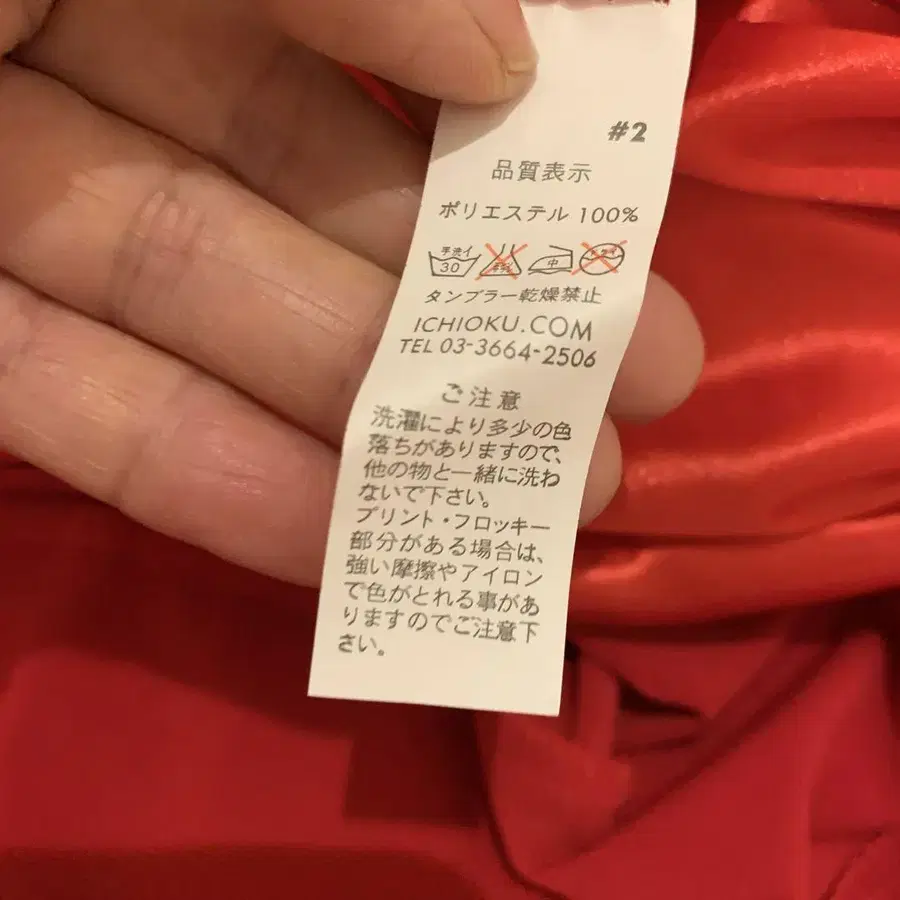 #2
品質表示
ポリエステル 100%
手洗イ 30 中
タンブラー乾燥禁止
ICHIOKU.COM
TEL 03-3664-2506
ご注意
洗濯により多少の色
落ちがありますので、
他の物と一緒に洗わ
ないで下さい。
プリント・フロッキー
部分がある場合は、
強い摩擦やアイロン
で色がとれる事があ
りますのでご注意下
さい。